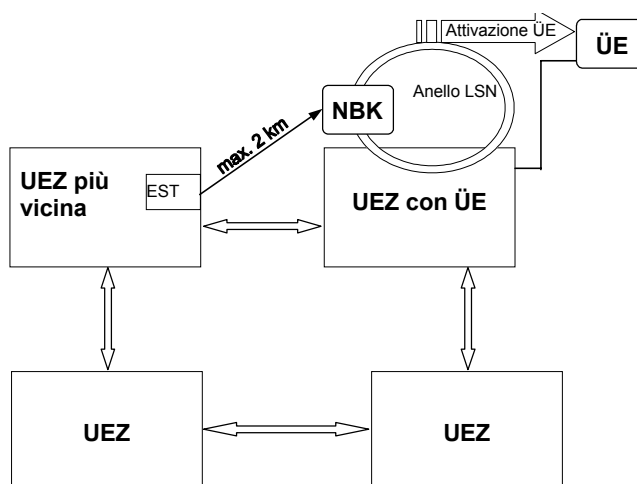 Attivazione ÜE
ÜE
Anello LSN
NBK
max. 2 km
UEZ più
vicina
EST
UEZ con ÜE
UEZ
UEZ